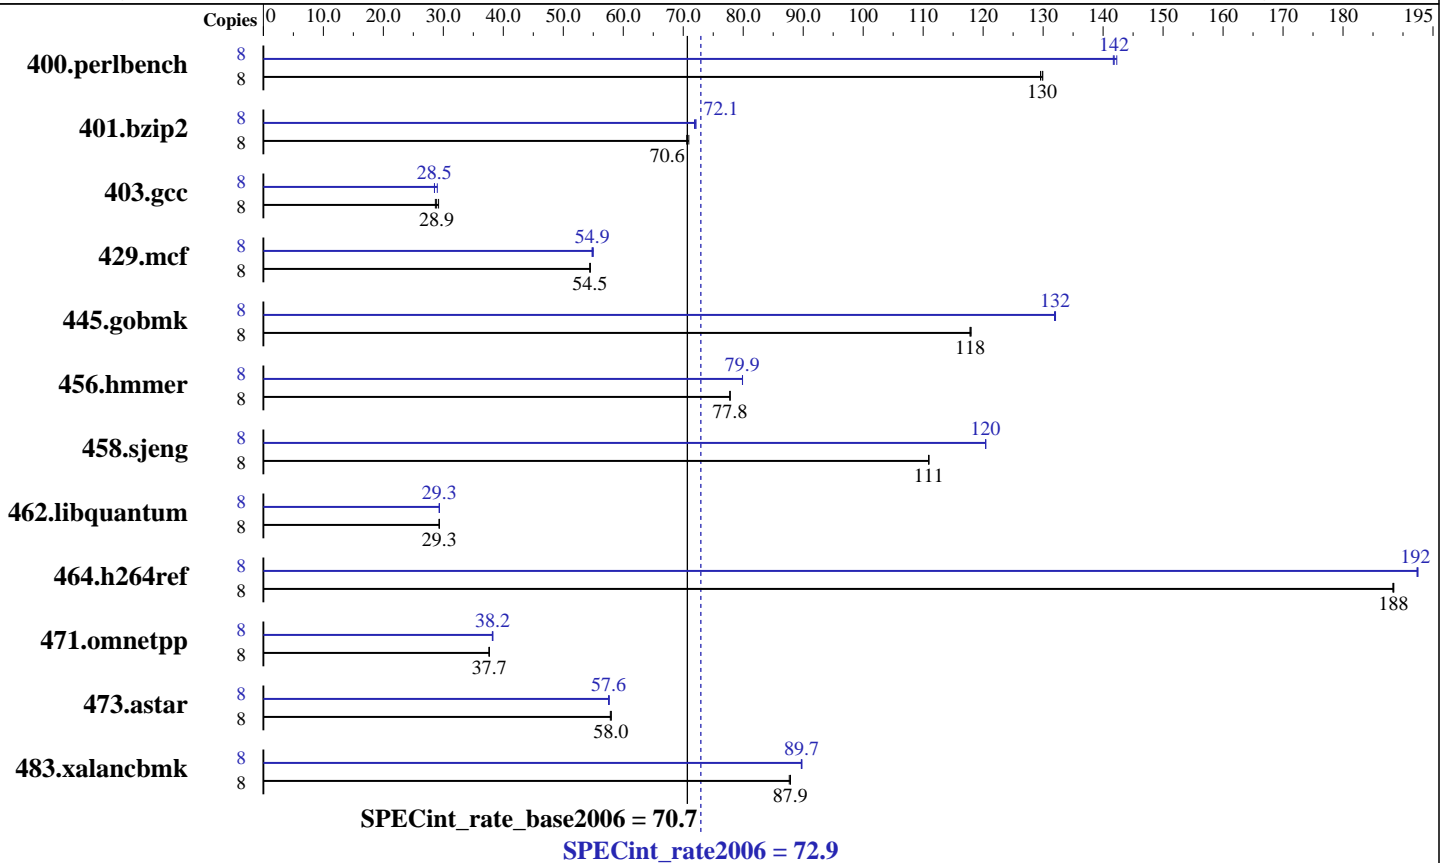 Copies 0 10.0 20.0 30.0 40.0 50.0 60.0 70.0 80.0 90.0 100 110 120 130 140 150 160 170 180 195
400.perlbench 8 142
8 130
401.bzip2 8 72.1
8 70.6
403.gcc 8 28.5
8 28.9
429.mcf 8 54.9
8 54.5
445.gobmk 8 132
8 118
456.hmmer 8 79.9
8 77.8
458.sjeng 8 120
8 111
462.libquantum 8 29.3
8 29.3
464.h264ref 8 192
8 188
471.omnetpp 8 38.2
8 37.7
473.astar 8 57.6
8 58.0
483.xalancbmk 8 89.7
8 87.9
SPECint_rate_base2006 = 70.7
SPECint_rate2006 = 72.9